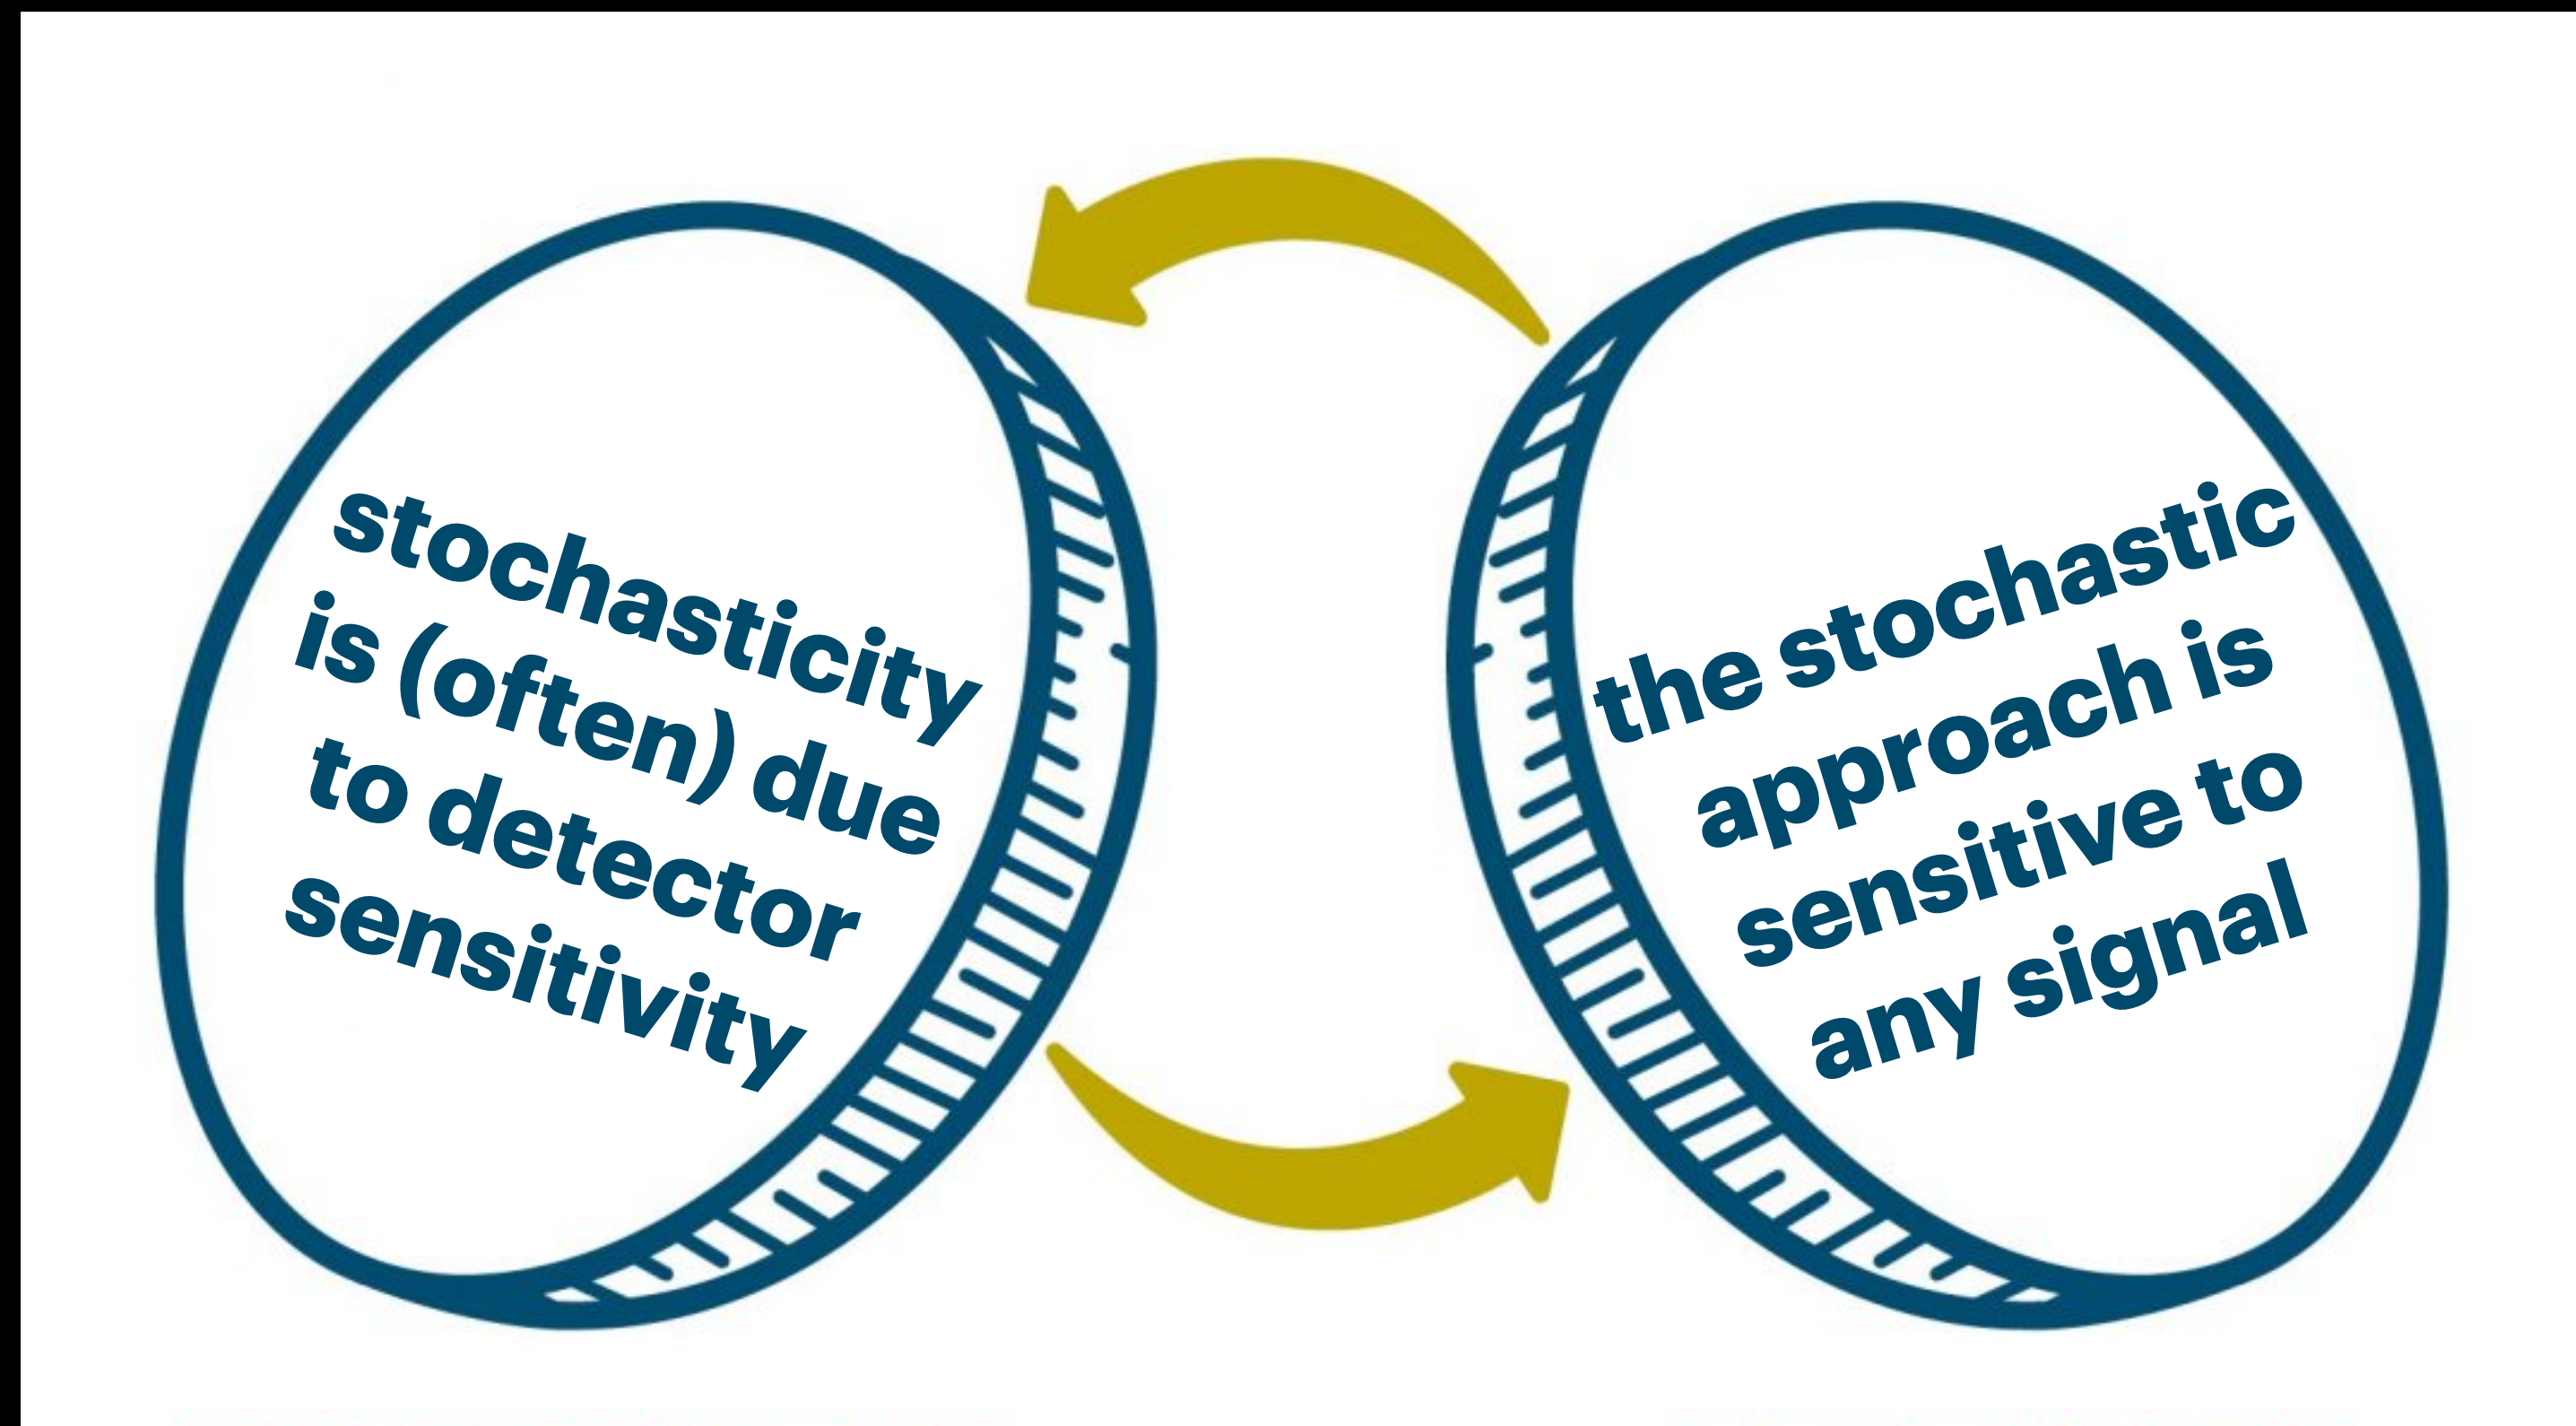 stochasticity
is (often) due
to detector
sensitivity
the stochastic
approach is
sensitive to
any signal